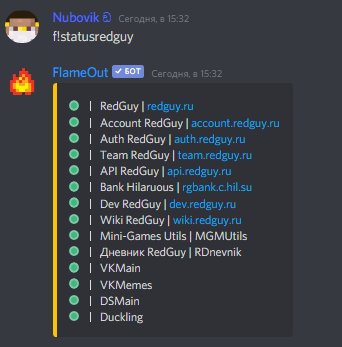 Nubovik Сегодня, в 15:32
f!statusredguy
FlameOut БОТ Сегодня, в 15:32
| RedGuy | redguy.ru
| Account RedGuy | account.redguy.ru
| Auth RedGuy | auth.redguy.ru
| Team RedGuy | team.redguy.ru
| API RedGuy | api.redguy.ru
| Bank Hilaruous | rgbank.c.hil.su
| Dev RedGuy | dev.redguy.ru
| Wiki RedGuy | wiki.redguy.ru
| Mini-Games Utils | MGMUtils
| Дневник RedGuy | RDnevnik
| VKMain
| VKMemes
| DSMain
| Duckling